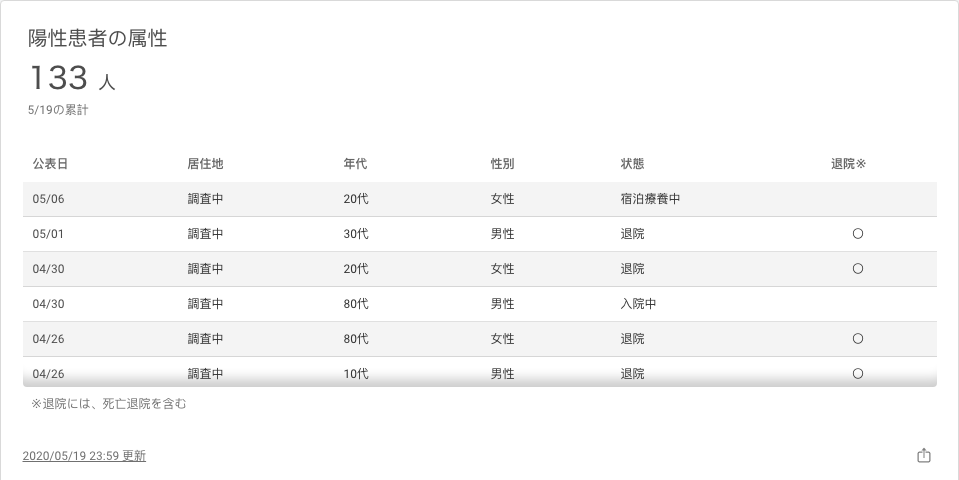 陽性患者の属性
133 人
5/19の累計
公表日 居住地 年代 性別 状態 退院※
05/06 調査中 20代 女性 宿泊療養中
05/01 調査中 30代 男性 退院 〇
04/30 調査中 20代 女性 退院 〇
04/30 調査中 80代 男性 入院中
04/26 調査中 80代 女性 退院 〇
04/26 調査中 10代 男性 退院 〇
※退院には、死亡退院を含む
2020/05/19 23:59 更新